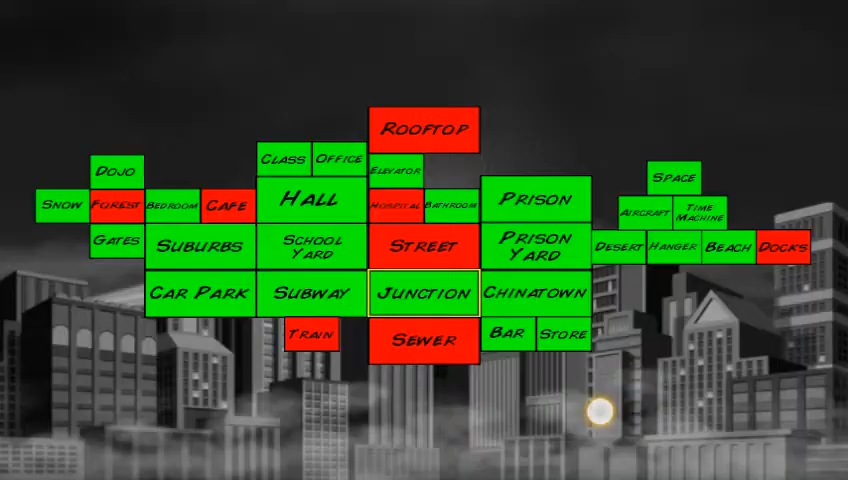 Rooftop
Class
Office
Elevator
Dojo
Space
Snow
Forest
Bedroom
Cafe
Hall
Hospital
Bathroom
Prison
Aircraft
Time
Machine
Gates
Suburbs
School
Yard
Street
Prison
Yard
Desert
Hanger
Beach
Docks
Car Park
Subway
Junction
Chinatown
Train
Sewer
Bar
Store